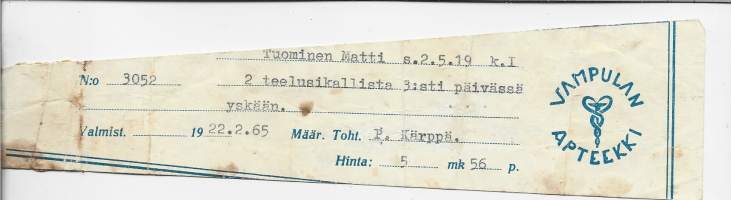 Tuominen Matti s.2.5.19 k.I
N:o 3052 2 teelusikallista 3:sti päivässä
yskään.
Valmist. 19 22.2.65 Määr. Toht. P. Kärppä.
Hinta: 5 mk 56 p.
VAMPULAN
APTEEKKI